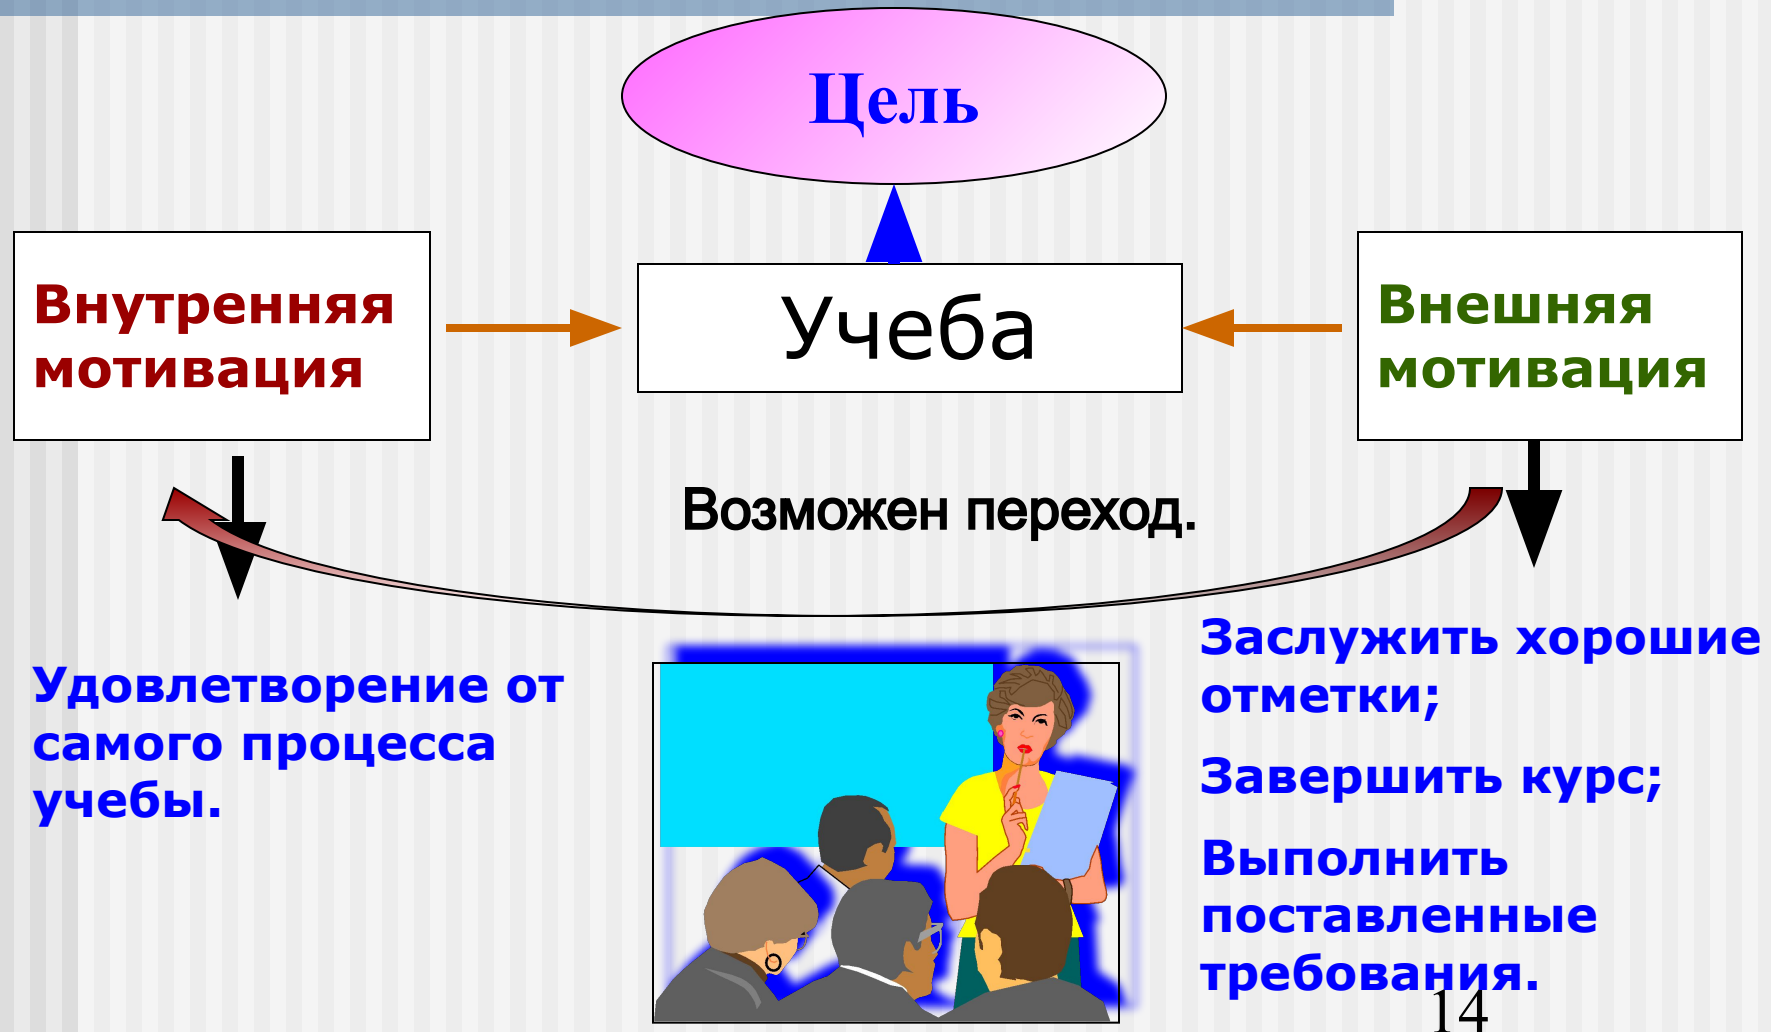 Цель
Внутренняя
мотивация
Учеба
Внешняя
мотивация
Возможен переход.
Удовлетворение от
самого процесса
учебы.
Заслужить хорошие
отметки;
Завершить курс;
Выполнить
поставленные
требования.
14